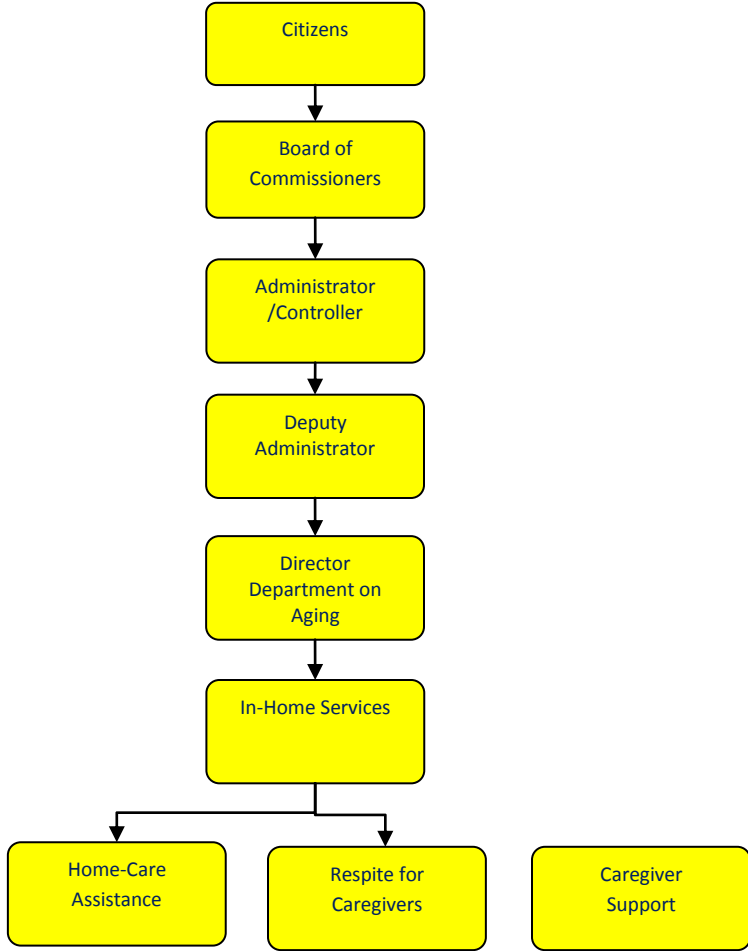 Citizens
Board of
Commissioners
Administrator
/Controller
Deputy
Administrator
Director
Department on
Aging
In-Home Services
Home-Care
Assistance
Respite for
Caregivers
Caregiver
Support